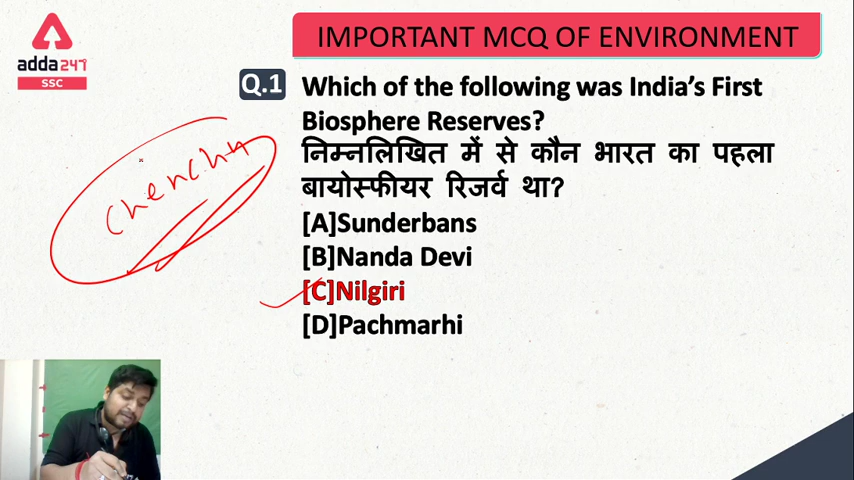 IMPORTANT MCQ OF ENVIRONMENT
adda247
SSC
Q.1 Which of the following was India's First
Biosphere Reserves?
निम्नलिखित में से कौन भारत का पहला
बायोस्फीयर रिजर्व था?
[A]Sunderbans
[B]Nanda Devi
[C]Nilgiri
[D]Pachmarhi
Chenchu